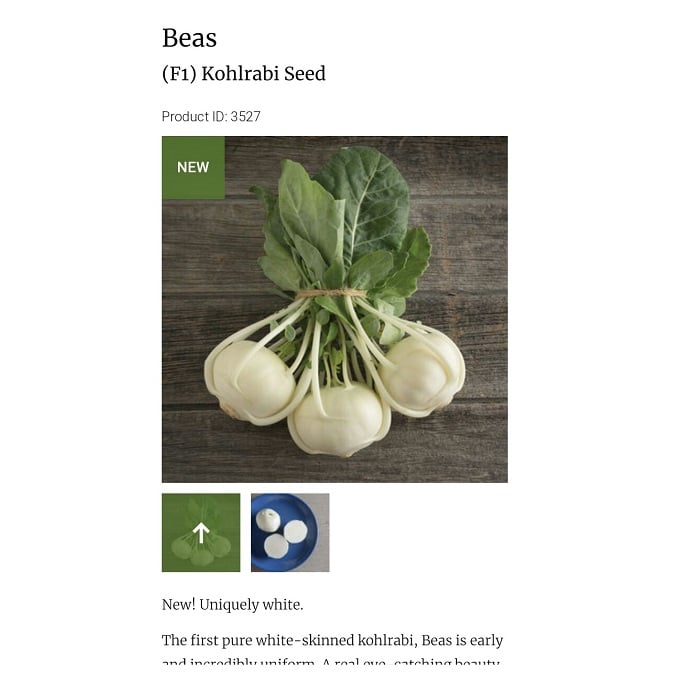 Beas
(F1) Kohlrabi Seed
Product ID: 3527
NEW
New! Uniquely white.
The first pure white-skinned kohlrabi, Beas is early
and incredibly uniform. A real eye-catching beauty